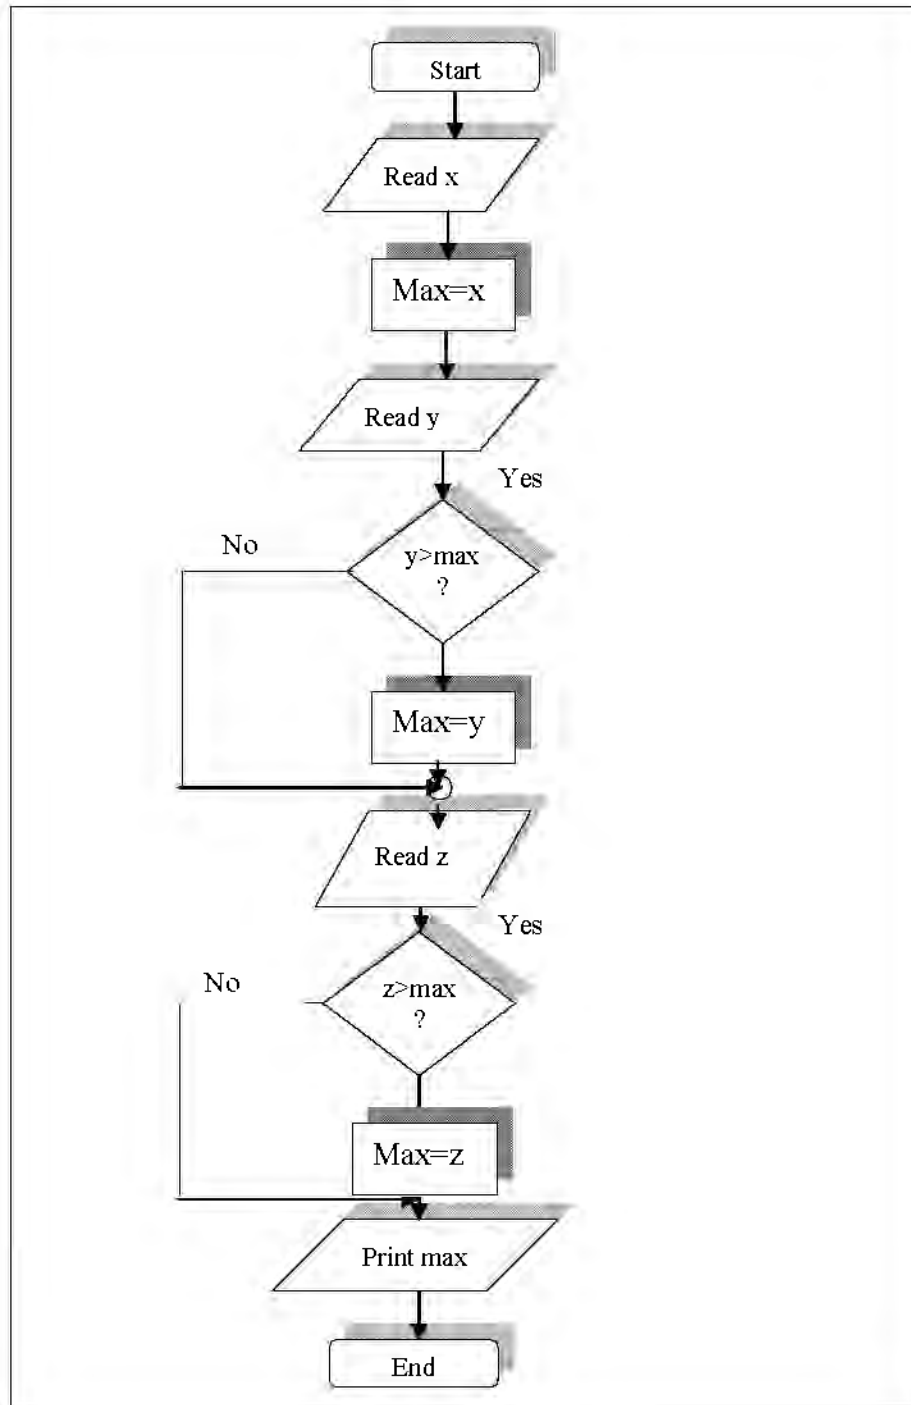 Start
Read x
Max=x
Read y
Yes
No
y>max
?
Max=y
Read z
Yes
No
z>max
?
Max=z
Print max
End